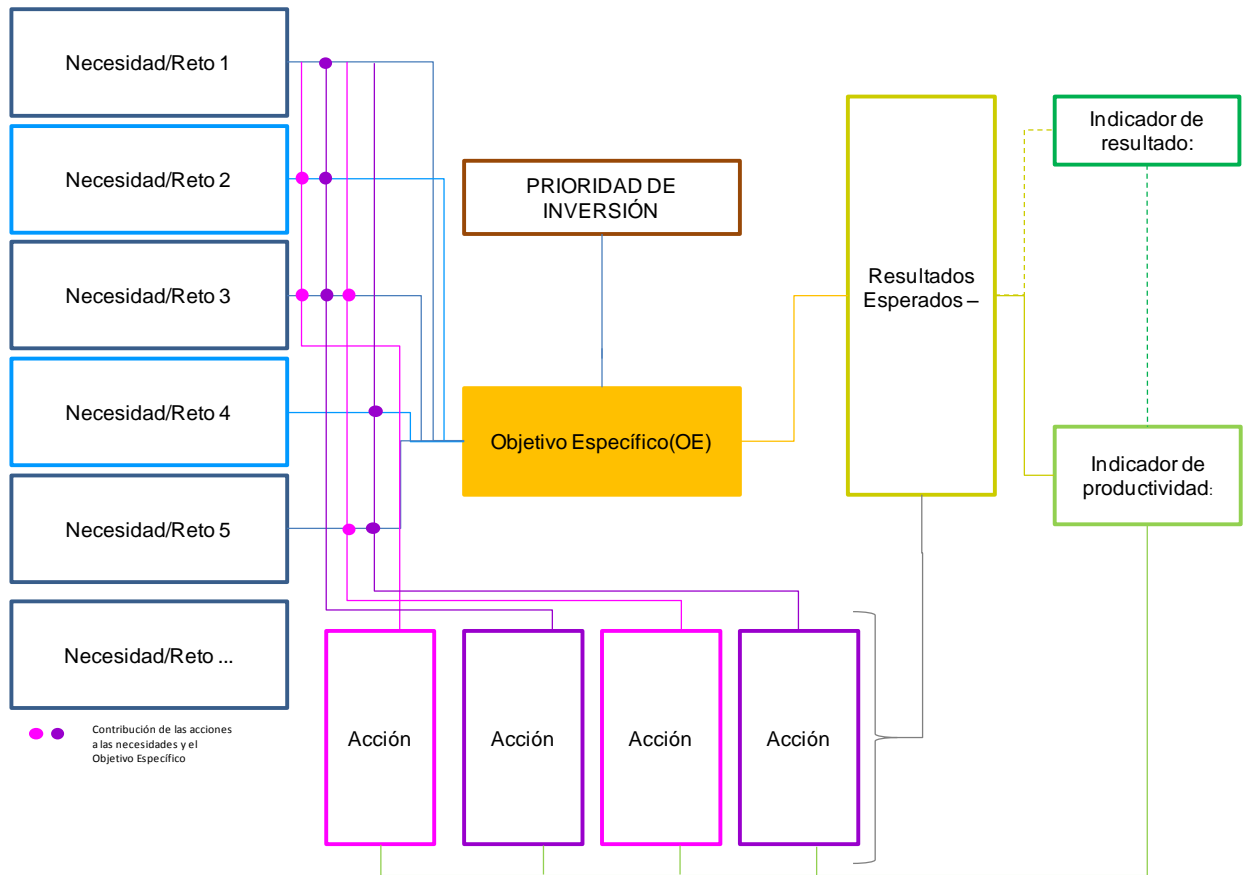 Necesidad/Reto 1
Necesidad/Reto 2
Necesidad/Reto 3
Necesidad/Reto 4
Necesidad/Reto 5
Necesidad/Reto ...
Contribución de las acciones
a las necesidades y el
Objetivo Específico
PRIORIDAD DE
INVERSIÓN
Objetivo Específico(OE)
Acción
Acción
Acción
Acción
Resultados
Esperados –
Indicador de
resultado:
Indicador de
productividad: